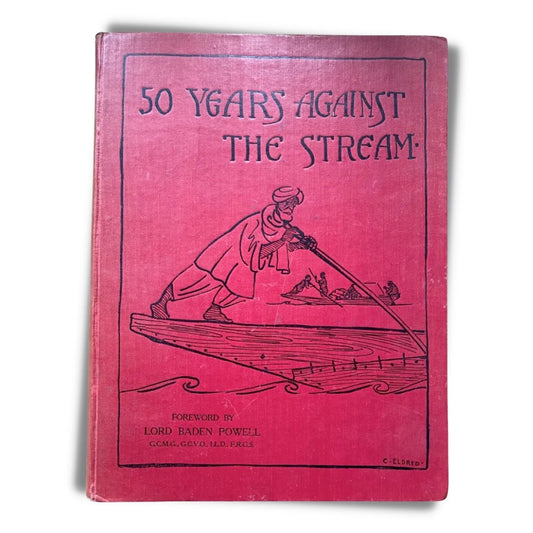 50 YEARS AGAINST
THE STREAM·
FOREWORD BY
LORD BADEN POWELL
G.C.M.G., G.C.V.O., LL.D., F.R.G.S
C·ELDRED·